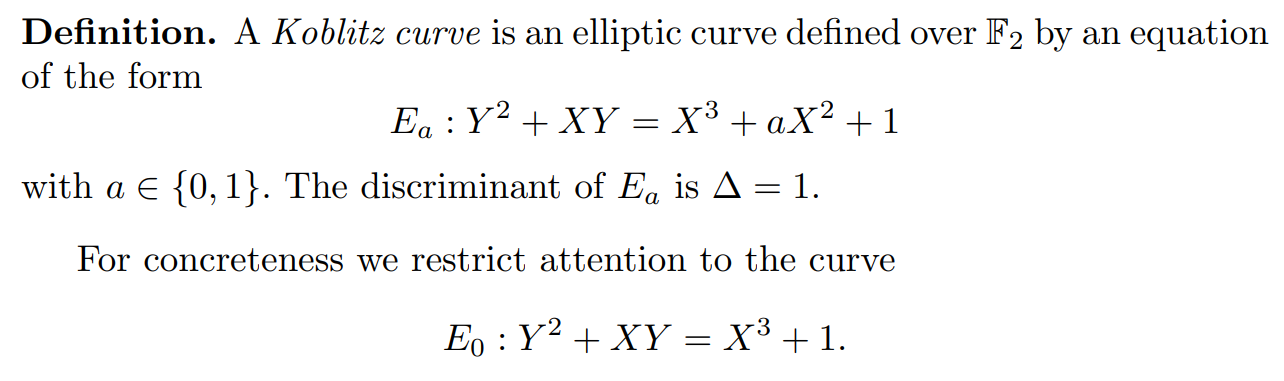 Definition. A Koblitz curve is an elliptic curve defined over 𝔽₂ by an equation
of the form
Eₐ : Y² + XY = X³ + aX² + 1
with a ∈ {0, 1}. The discriminant of Eₐ is Δ = 1.
For concreteness we restrict attention to the curve
E₀ : Y² + XY = X³ + 1.